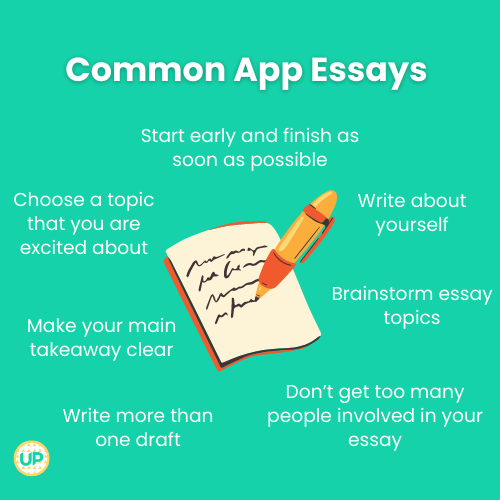 Common App Essays
Start early and finish as
soon as possible
Choose a topic
that you are
excited about
Write about
yourself
Brainstorm essay
topics
Make your main
takeaway clear
Don’t get too many
people involved in your
essay
Write more than
one draft
UP